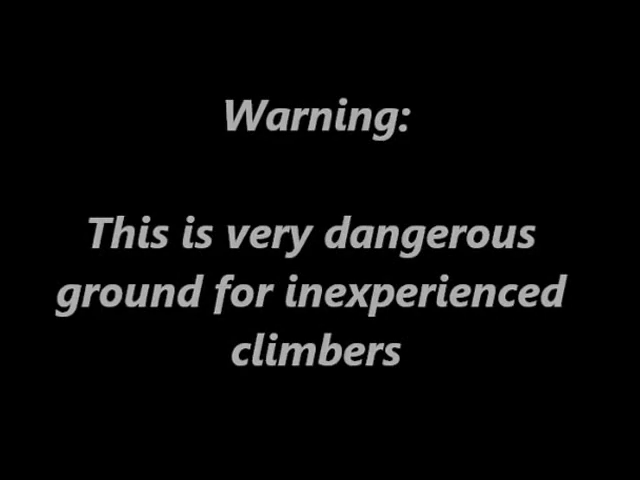 Warning:
This is very dangerous
ground for inexperienced
climbers